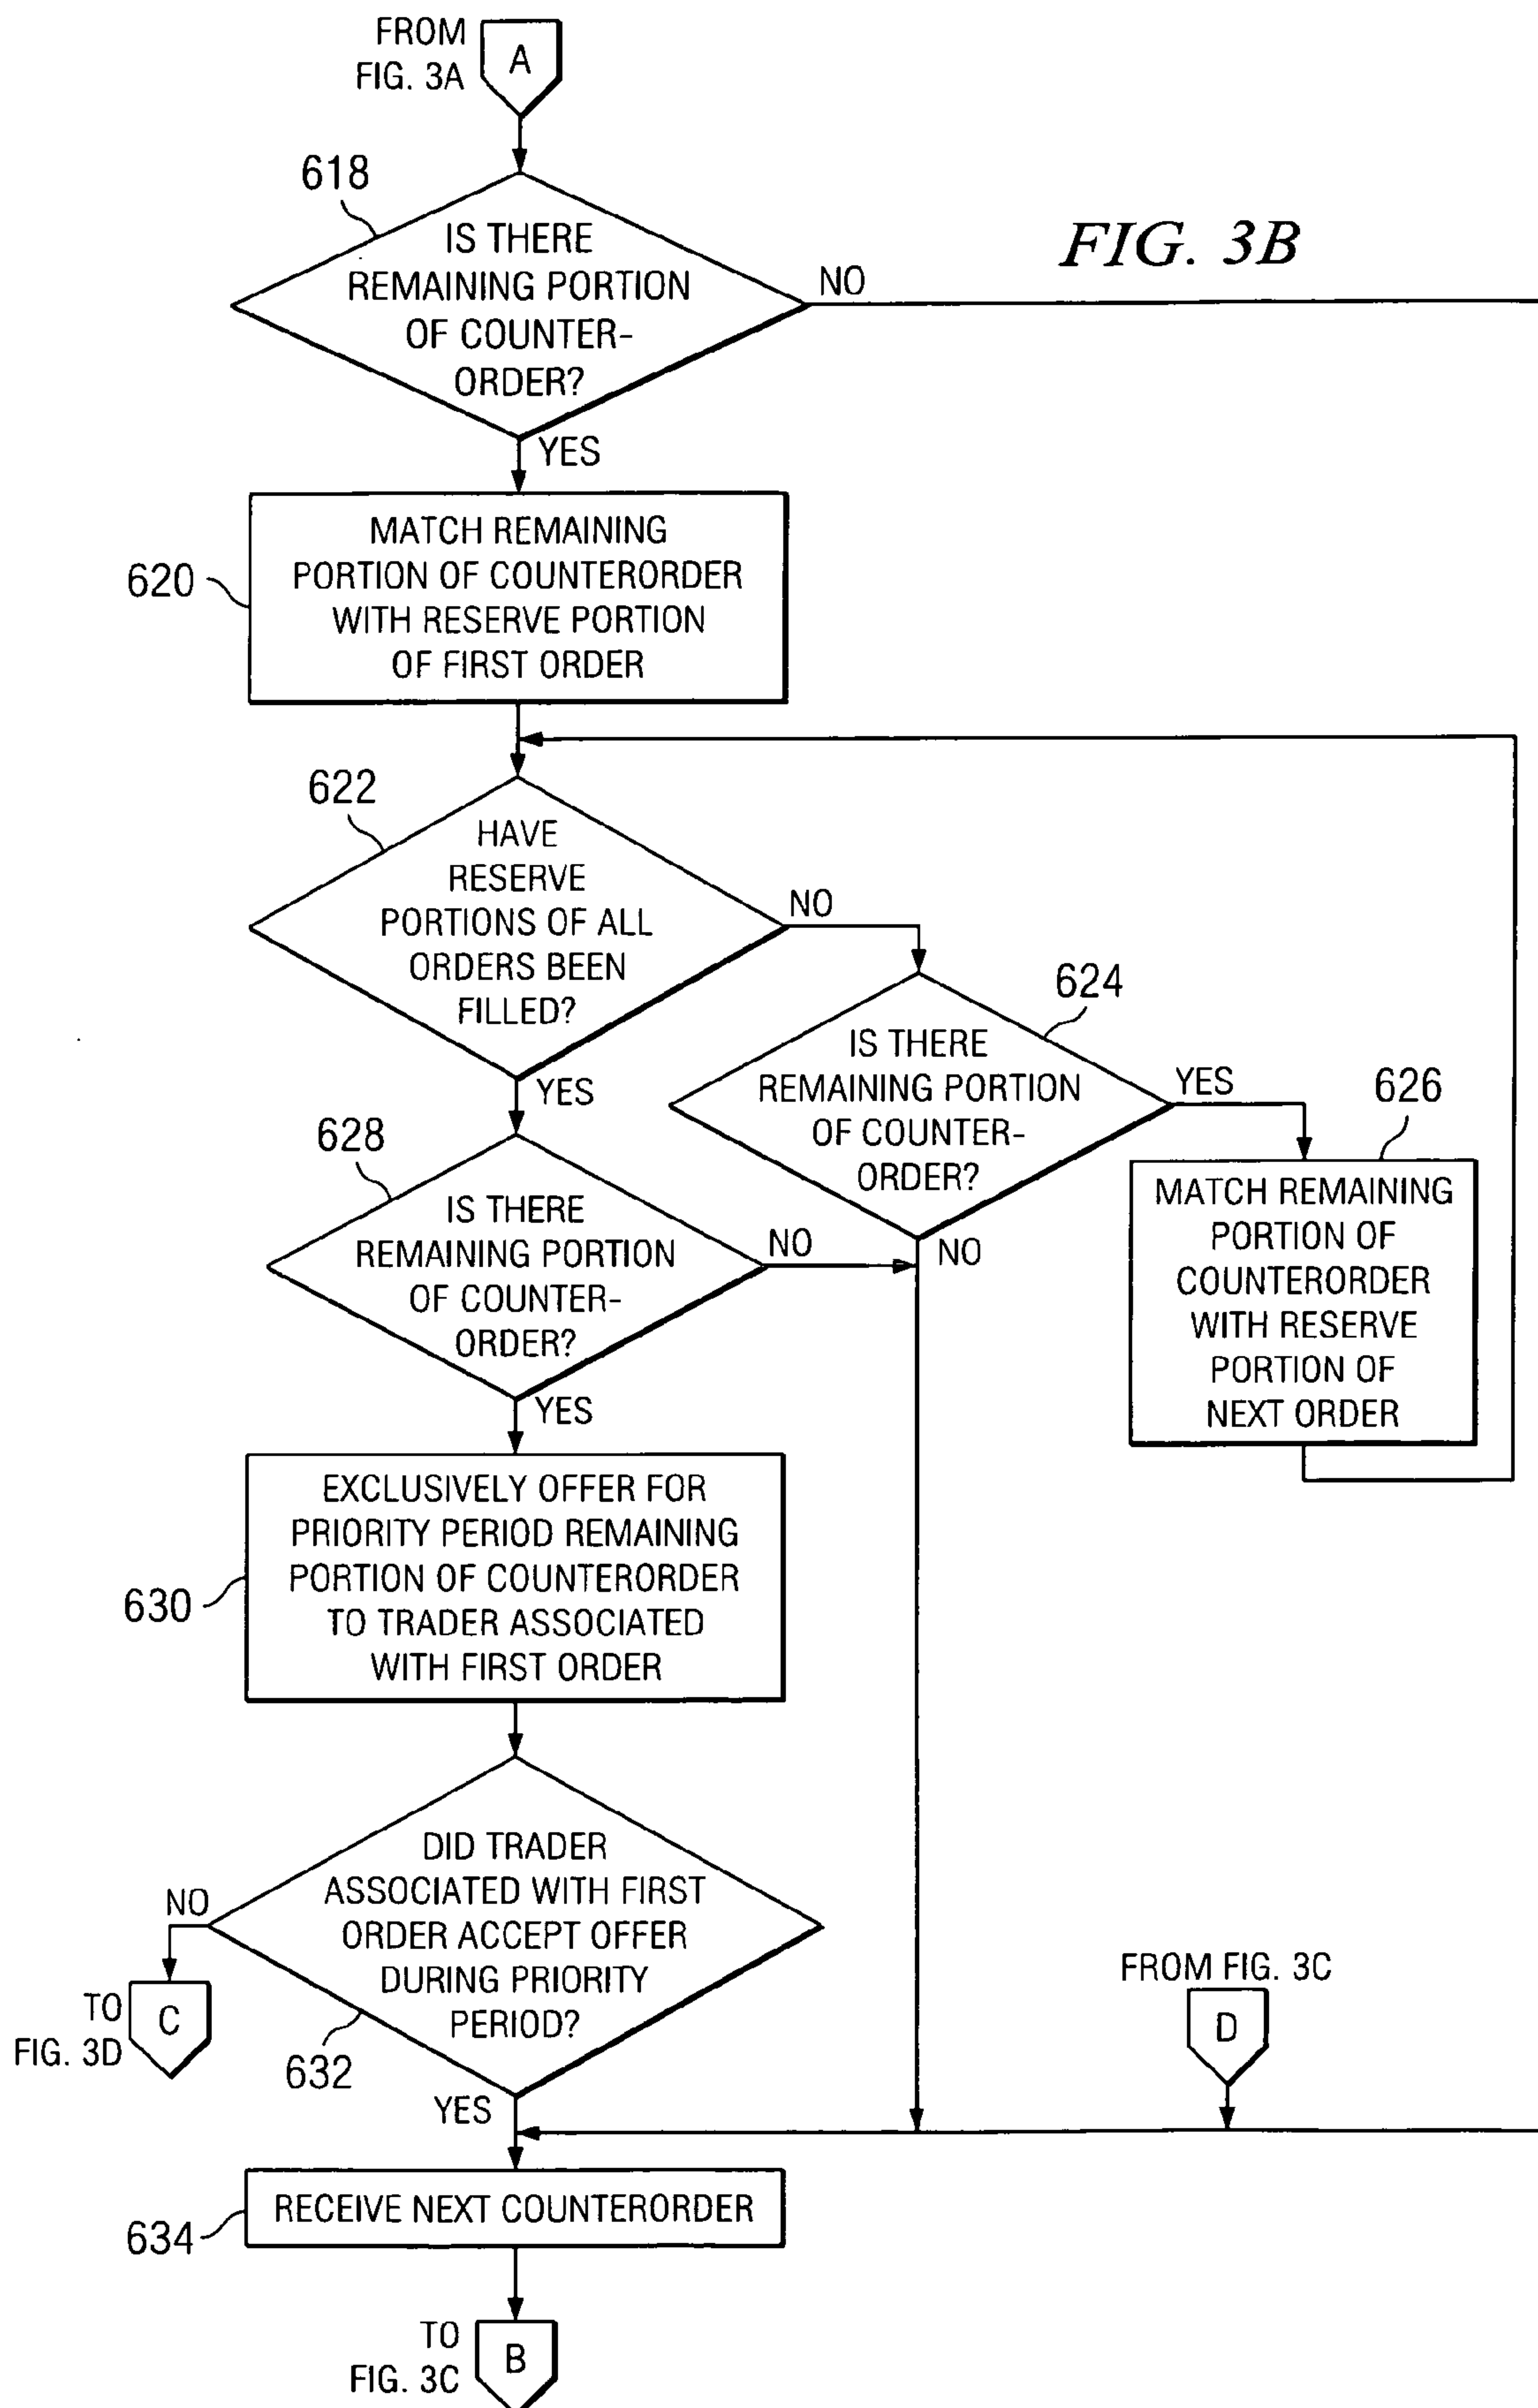 FROM
FIG. 3A
A
618
IS THERE
REMAINING PORTION
OF COUNTER-
ORDER?
NO
FIG. 3B
YES
620
MATCH REMAINING
PORTION OF COUNTERORDER
WITH RESERVE PORTION
OF FIRST ORDER
622
HAVE
RESERVE
PORTIONS OF ALL
ORDERS BEEN
FILLED?
NO
YES
624
IS THERE
REMAINING PORTION
OF COUNTER-
ORDER?
YES
NO
626
MATCH REMAINING
PORTION OF
COUNTERORDER
WITH RESERVE
PORTION OF
NEXT ORDER
628
IS THERE
REMAINING PORTION
OF COUNTER-
ORDER?
NO
YES
630
EXCLUSIVELY OFFER FOR
PRIORITY PERIOD REMAINING
PORTION OF COUNTERORDER
TO TRADER ASSOCIATED
WITH FIRST ORDER
DID TRADER
ASSOCIATED WITH FIRST
ORDER ACCEPT OFFER
DURING PRIORITY
PERIOD?
632
NO
TO
FIG. 3D
C
YES
FROM FIG. 3C
D
634
RECEIVE NEXT COUNTERORDER
TO
FIG. 3C
B